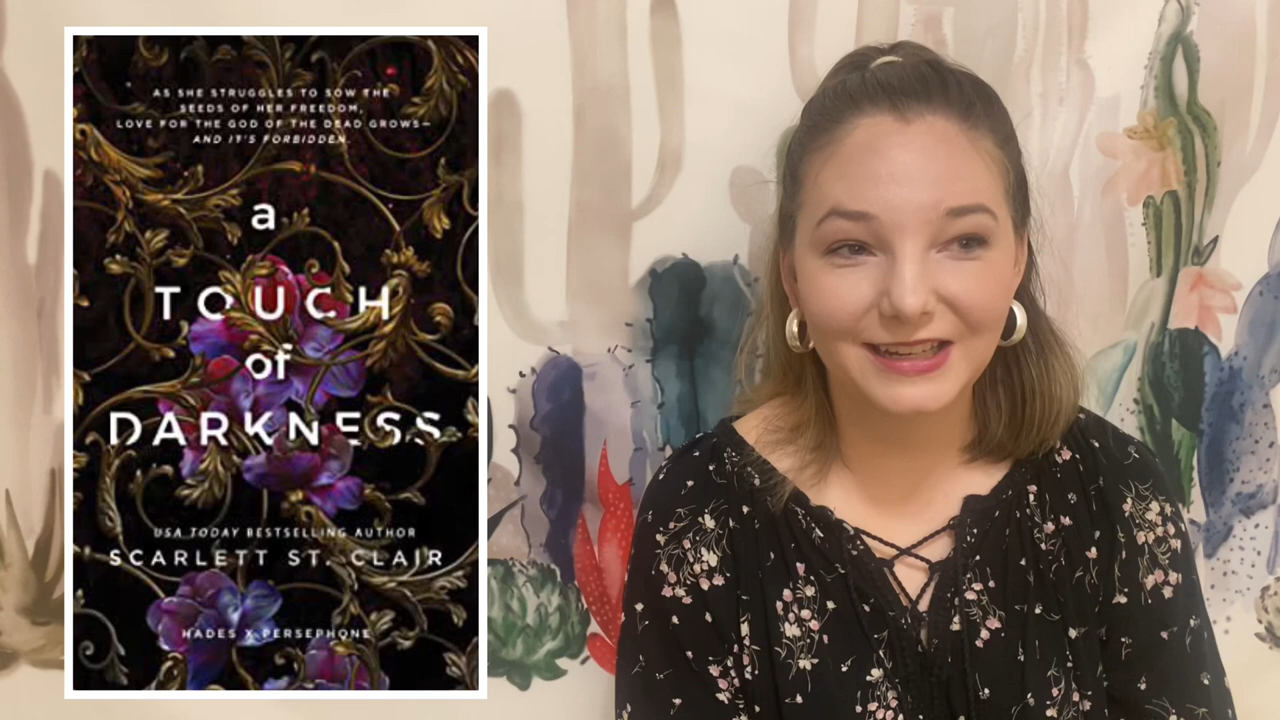 AS SHE STRUGGLES TO SOW THE
SEEDS OF HER FREEDOM,
LOVE FOR THE GOD OF THE DEAD GROWS—
AND IT'S FORBIDDEN.
a
TOUCH
of
DARKNESS
USA TODAY BESTSELLING AUTHOR
SCARLETT ST. CLAIR
HADES X PERSEPHONE